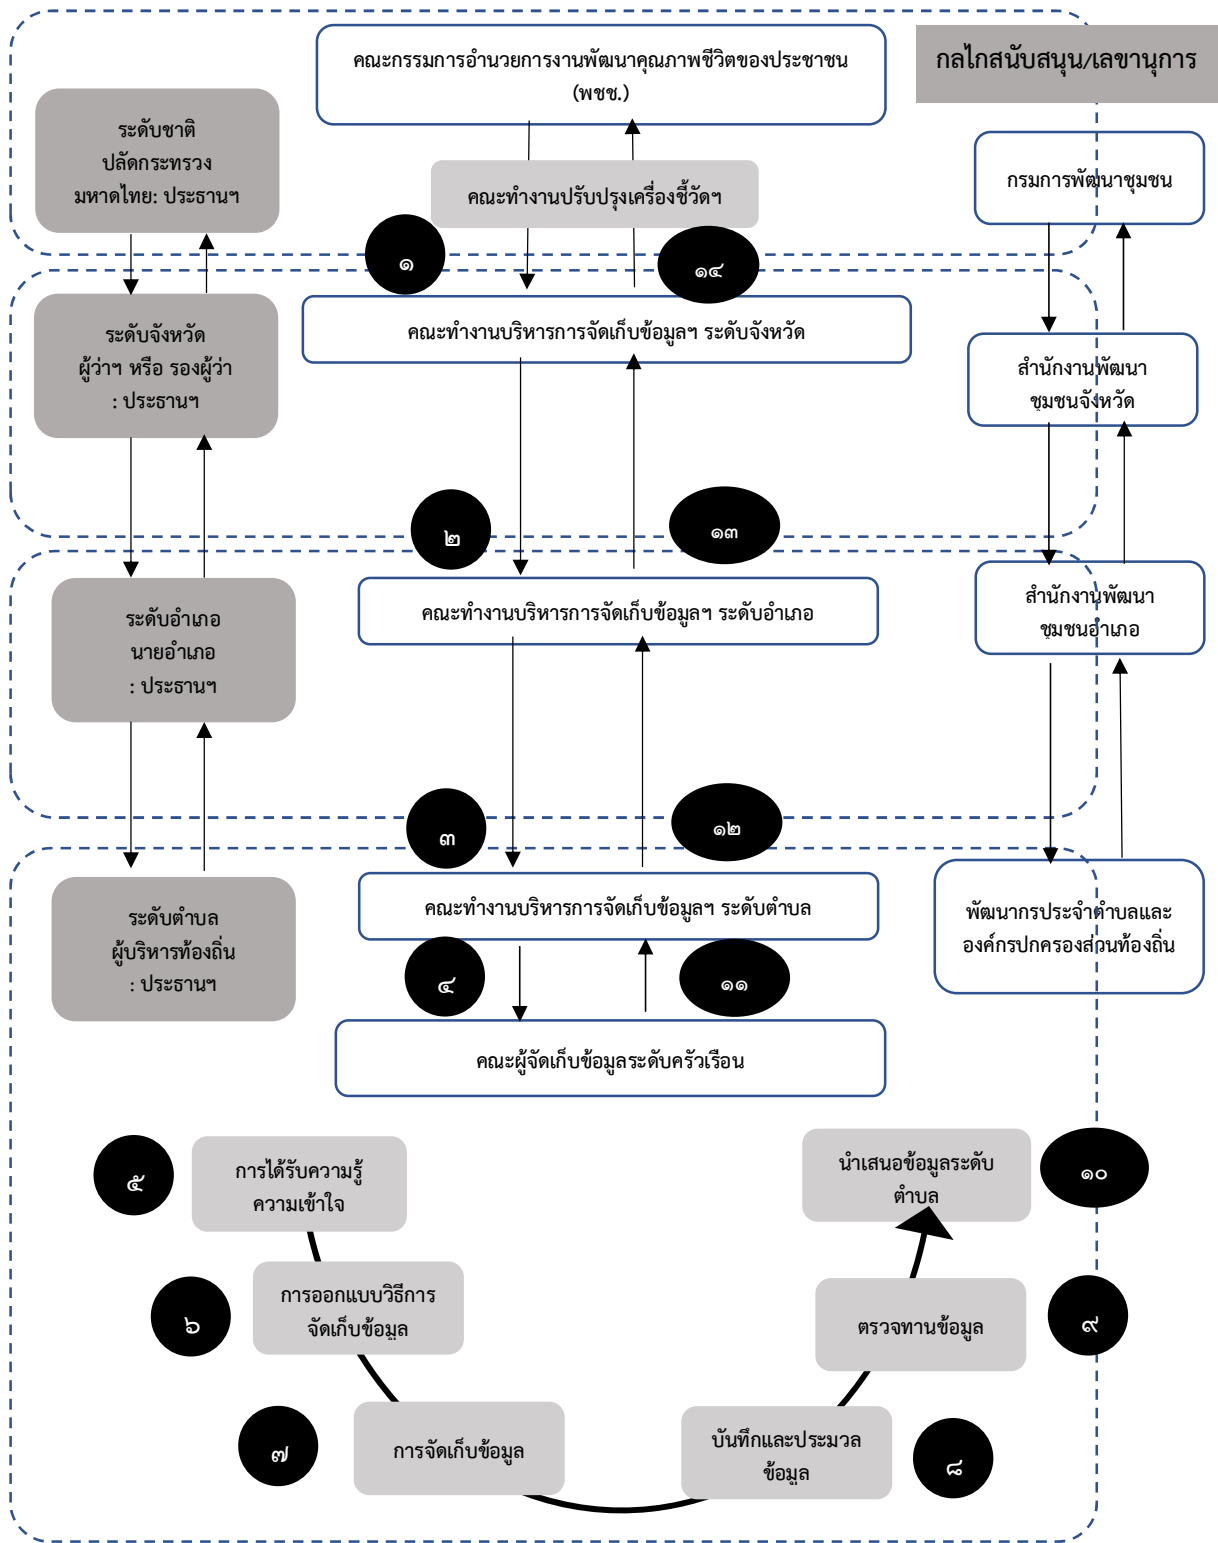 คณะกรรมการอำนวยการงานพัฒนาคุณภาพชีวิตของประชาชน
(พชช.)
กลไกสนับสนุน/เลขานุการ
ระดับชาติ
ปลัดกระทรวง
มหาดไทย: ประธานฯ
คณะทำงานปรับปรุงเครื่องชี้วัดฯ
กรมการพัฒนาชุมชน
๑
๑๔
ระดับจังหวัด
ผู้ว่าฯ หรือ รองผู้ว่า
: ประธานฯ
คณะทำงานบริหารการจัดเก็บข้อมูลฯ ระดับจังหวัด
สำนักงานพัฒนา
ชุมชนจังหวัด
๒
๑๓
ระดับอำเภอ
นายอำเภอ
: ประธานฯ
คณะทำงานบริหารการจัดเก็บข้อมูลฯ ระดับอำเภอ
สำนักงานพัฒนา
ชุมชนอำเภอ
๓
๑๒
ระดับตำบล
ผู้บริหารท้องถิ่น
: ประธานฯ
คณะทำงานบริหารการจัดเก็บข้อมูลฯ ระดับตำบล
พัฒนากรประจำตำบลและ
องค์กรปกครองส่วนท้องถิ่น
๔
๑๑
คณะผู้จัดเก็บข้อมูลระดับครัวเรือน
๕
การได้รับความรู้
ความเข้าใจ
นำเสนอข้อมูลระดับ
ตำบล
๑๐
๖
การออกแบบวิธีการ
จัดเก็บข้อมูล
ตรวจทานข้อมูล
๙
๗
การจัดเก็บข้อมูล
บันทึกและประมวล
ข้อมูล
๘